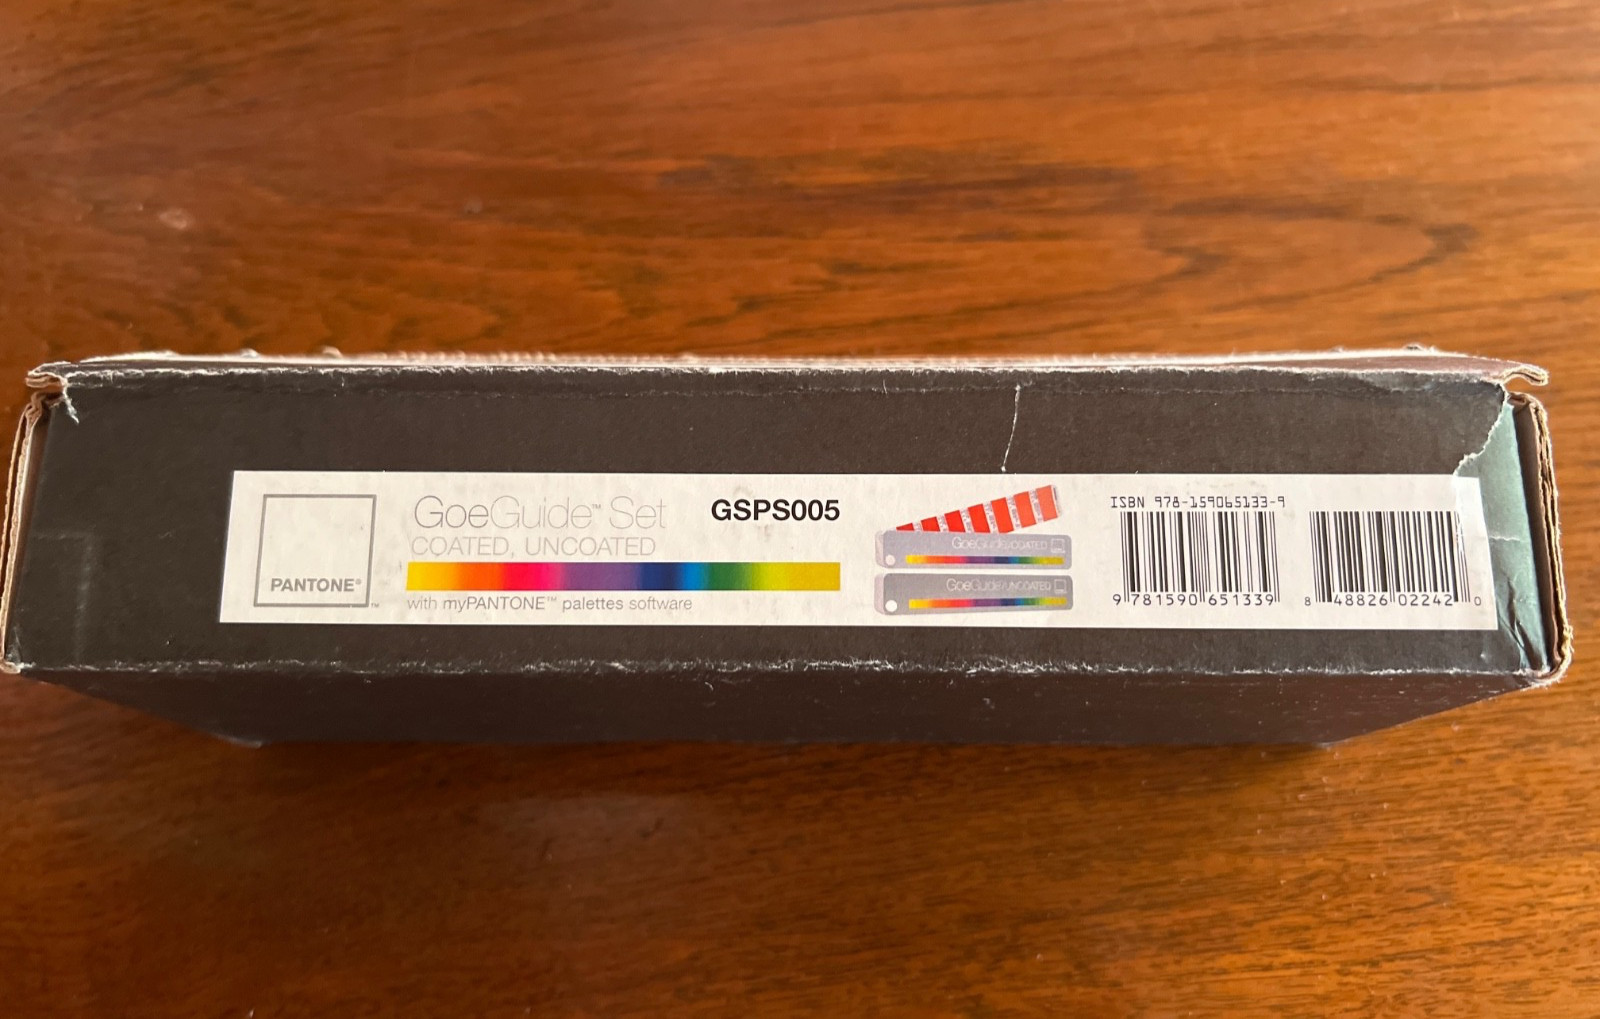 PANTONE®
™
GoeGuide™ Set
COATED, UNCOATED
with myPANTONE™ palettes software
GSPS005
GoeGuide COATED
GoeGuide UNCOATED
ISBN 978-159065133-9
9 781590 651339
8 48826 02242 0